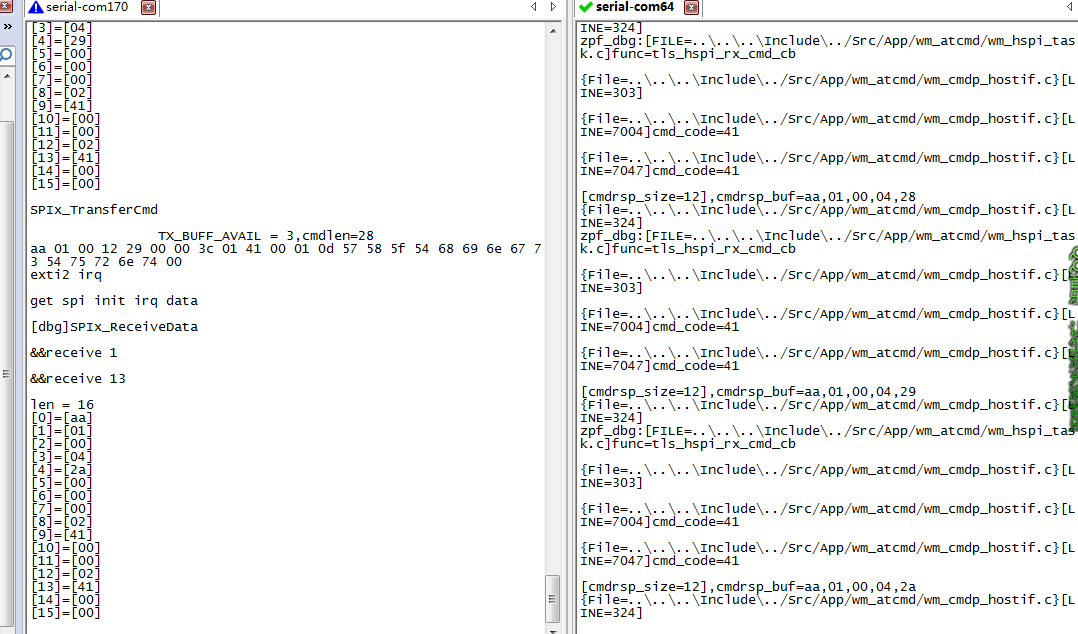 serial-com170
[3]=[04]
[4]=[29]
[5]=[00]
[6]=[00]
[7]=[00]
[8]=[02]
[9]=[41]
[10]=[00]
[11]=[00]
[12]=[02]
[13]=[41]
[14]=[00]
[15]=[00]
SPIx_TransferCmd
TX_BUFF_AVAIL = 3,cmdlen=28
aa 01 00 12 29 00 00 3c 01 41 00 01 0d 57 58 5f 54 68 69 6e 67 7
3 54 75 72 6e 74 00
exti2 irq
get spi init irq data
[dbg]SPIx_ReceiveData
&&receive 1
&&receive 13
len = 16
[0]=[aa]
[1]=[01]
[2]=[00]
[3]=[04]
[4]=[2a]
[5]=[00]
[6]=[00]
[7]=[00]
[8]=[02]
[9]=[41]
[10]=[00]
[11]=[00]
[12]=[02]
[13]=[41]
[14]=[00]
[15]=[00]
serial-com64
INE=324]
zpf_dbg:[FILE=..\..\..\Include\../Src/App/wm_atcmd/wm_hspi_tas
k.c]func=tls_hspi_rx_cmd_cb
{File=..\..\..\Include\../Src/App/wm_atcmd/wm_cmdp_hostif.c}[L
INE=303]
{File=..\..\..\Include\../Src/App/wm_atcmd/wm_cmdp_hostif.c}[L
INE=7004]cmd_code=41
{File=..\..\..\Include\../Src/App/wm_atcmd/wm_cmdp_hostif.c}[L
INE=7047]cmd_code=41
[cmdrsp_size=12],cmdrsp_buf=aa,01,00,04,28
{File=..\..\..\Include\../Src/App/wm_atcmd/wm_cmdp_hostif.c}[L
INE=324]
zpf_dbg:[FILE=..\..\..\Include\../Src/App/wm_atcmd/wm_hspi_tas
k.c]func=tls_hspi_rx_cmd_cb
{File=..\..\..\Include\../Src/App/wm_atcmd/wm_cmdp_hostif.c}[L
INE=303]
{File=..\..\..\Include\../Src/App/wm_atcmd/wm_cmdp_hostif.c}[L
INE=7004]cmd_code=41
{File=..\..\..\Include\../Src/App/wm_atcmd/wm_cmdp_hostif.c}[L
INE=7047]cmd_code=41
[cmdrsp_size=12],cmdrsp_buf=aa,01,00,04,29
{File=..\..\..\Include\../Src/App/wm_atcmd/wm_cmdp_hostif.c}[L
INE=324]
zpf_dbg:[FILE=..\..\..\Include\../Src/App/wm_atcmd/wm_hspi_tas
k.c]func=tls_hspi_rx_cmd_cb
{File=..\..\..\Include\../Src/App/wm_atcmd/wm_cmdp_hostif.c}[L
INE=303]
{File=..\..\..\Include\../Src/App/wm_atcmd/wm_cmdp_hostif.c}[L
INE=7004]cmd_code=41
{File=..\..\..\Include\../Src/App/wm_atcmd/wm_cmdp_hostif.c}[L
INE=7047]cmd_code=41
[cmdrsp_size=12],cmdrsp_buf=aa,01,00,04,2a
{File=..\..\..\Include\../Src/App/wm_atcmd/wm_cmdp_hostif.c}[L
INE=324]